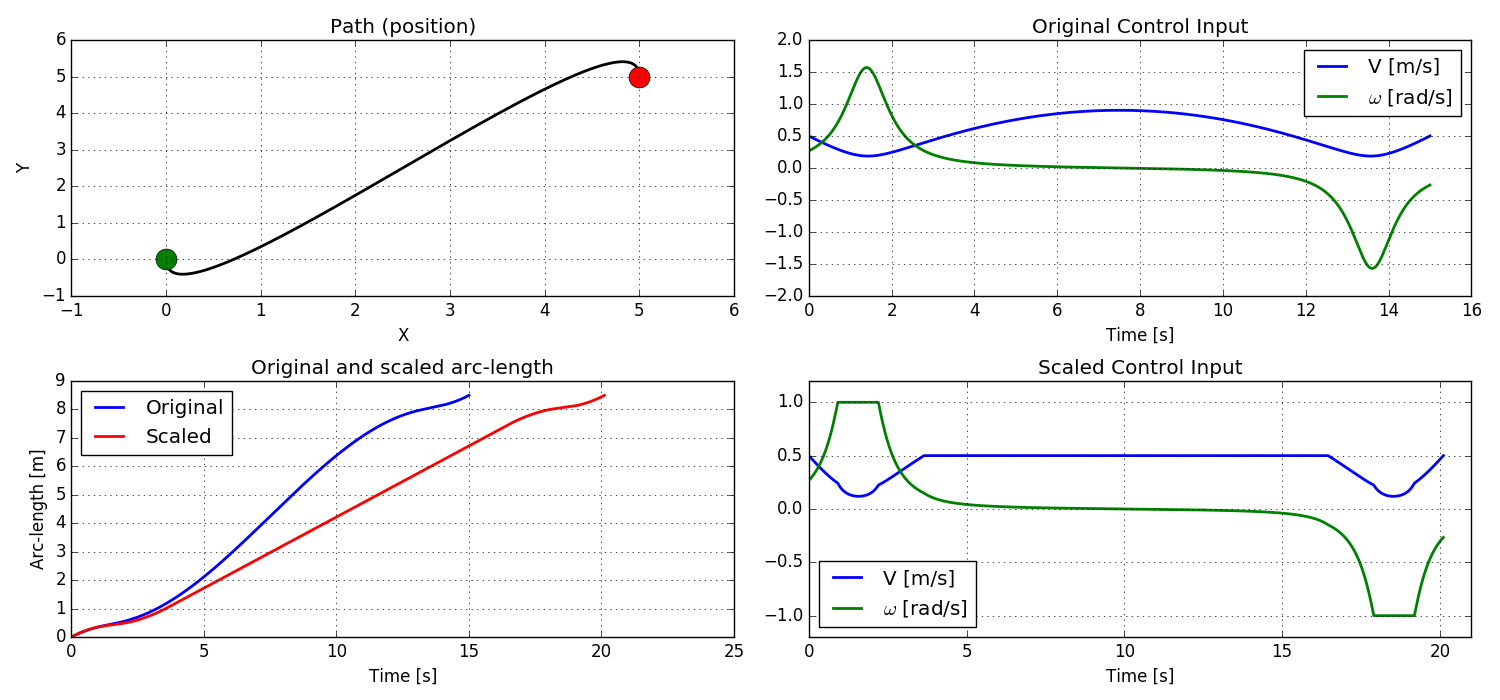 Path (position)
6
5
4
3
2
1
0
−1
Y
−1 0 1 2 3 4 5 6
X
Original Control Input
2.0
1.5
1.0
0.5
0.0
−0.5
−1.0
−1.5
−2.0
V [m/s]
ω [rad/s]
0 2 4 6 8 10 12 14 16
Time [s]
Original and scaled arc-length
9
8
7
6
5
4
3
2
1
0
Arc-length [m]
Original
Scaled
0 5 10 15 20 25
Time [s]
Scaled Control Input
1.0
0.5
0.0
−0.5
−1.0
V [m/s]
ω [rad/s]
0 5 10 15 20
Time [s]